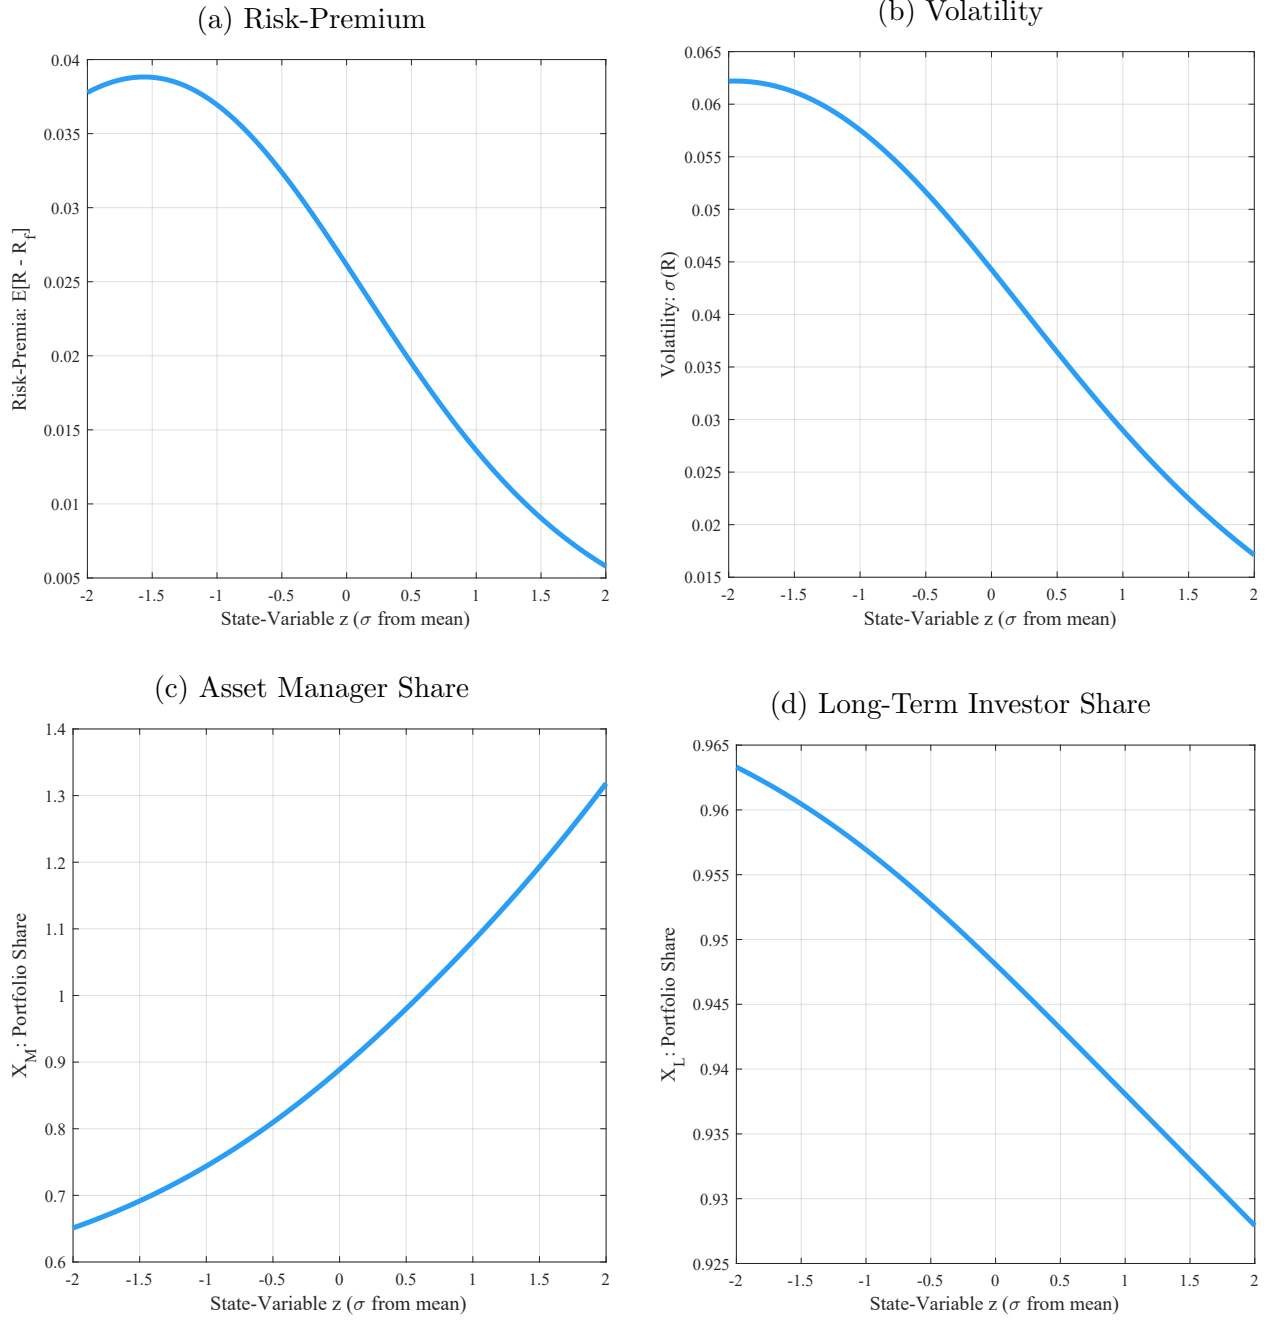 (a) Risk-Premium
0.04
0.035
0.03
0.025
0.02
0.015
0.01
0.005
Risk-Premia: E[R - R_f]
-2 -1.5 -1 -0.5 0 0.5 1 1.5 2
State-Variable z (σ from mean)
(b) Volatility
0.065
0.06
0.055
0.05
0.045
0.04
0.035
0.03
0.025
0.02
0.015
Volatility: σ(R)
-2 -1.5 -1 -0.5 0 0.5 1 1.5 2
State-Variable z (σ from mean)
(c) Asset Manager Share
1.4
1.3
1.2
1.1
1
0.9
0.8
0.7
0.6
X_M: Portfolio Share
-2 -1.5 -1 -0.5 0 0.5 1 1.5 2
State-Variable z (σ from mean)
(d) Long-Term Investor Share
0.965
0.96
0.955
0.95
0.945
0.94
0.935
0.93
0.925
X_L: Portfolio Share
-2 -1.5 -1 -0.5 0 0.5 1 1.5 2
State-Variable z (σ from mean)